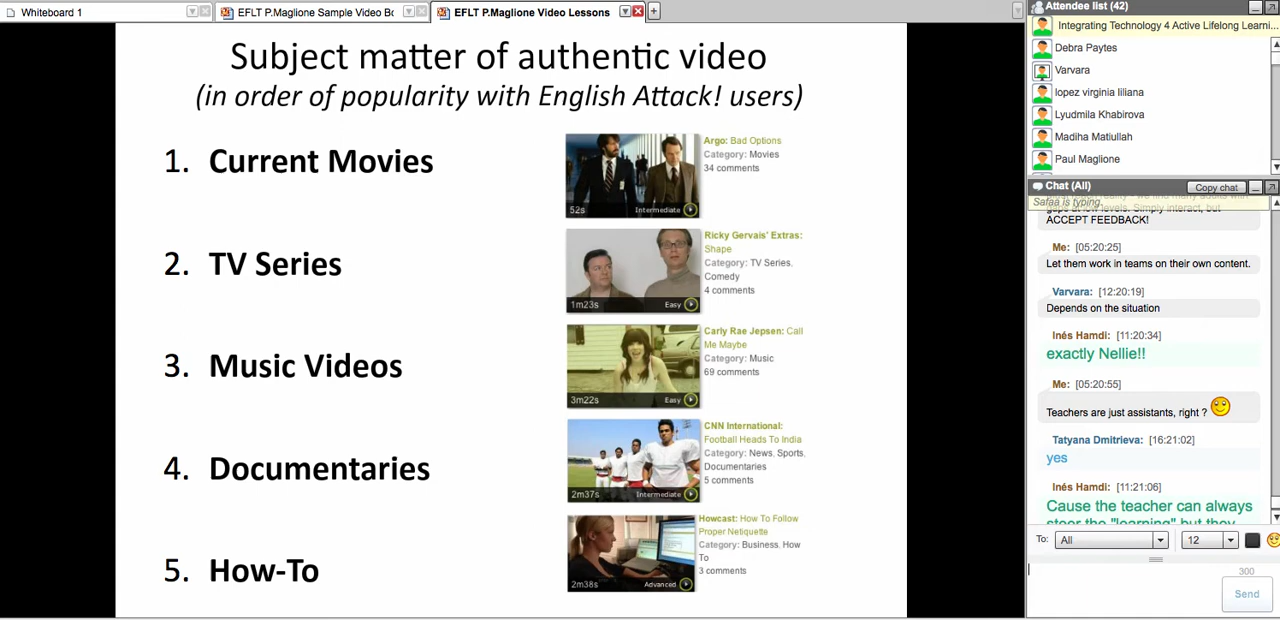 Whiteboard 1
EFLT P.Maglione Sample Video Bc
EFLT P.Maglione Video Lessons
Subject matter of authentic video
(in order of popularity with English Attack! users)
1. Current Movies
Argo: Bad Options
Category: Movies
34 comments
52s
Intermediate
2. TV Series
Ricky Gervais' Extras:
Shape
Category: TV Series,
Comedy
4 comments
1m23s
Easy
3. Music Videos
Carly Rae Jepsen: Call
Me Maybe
Category: Music
69 comments
3m22s
Easy
4. Documentaries
CNN International:
Football Heads To India
Category: News, Sports,
Documentaries
5 comments
2m37s
Intermediate
5. How-To
Howcast: How To Follow
Proper Netiquette
Category: Business, How
To
3 comments
2m38s
Advanced
Attendee list (42)
Integrating Technology 4 Active Lifelong Learni...
Debra Paytes
Varvara
lopez virginia liliana
Lyudmila Khabirova
Madiha Matiullah
Paul Maglione
Chat (All)
Copy chat
Safaa is typing.
ACCEPT FEEDBACK!
Me: [05:20:25]
Let them work in teams on their own content.
Varvara: [12:20:19]
Depends on the situation
Inés Hamdi: [11:20:34]
exactly Nellie!!
Me: [05:20:55]
Teachers are just assistants, right ?
Tatyana Dmitrieva: [16:21:02]
yes
Inés Hamdi: [11:21:06]
Cause the teacher can always
steer the "learning" but they
To: All
12
300
Send